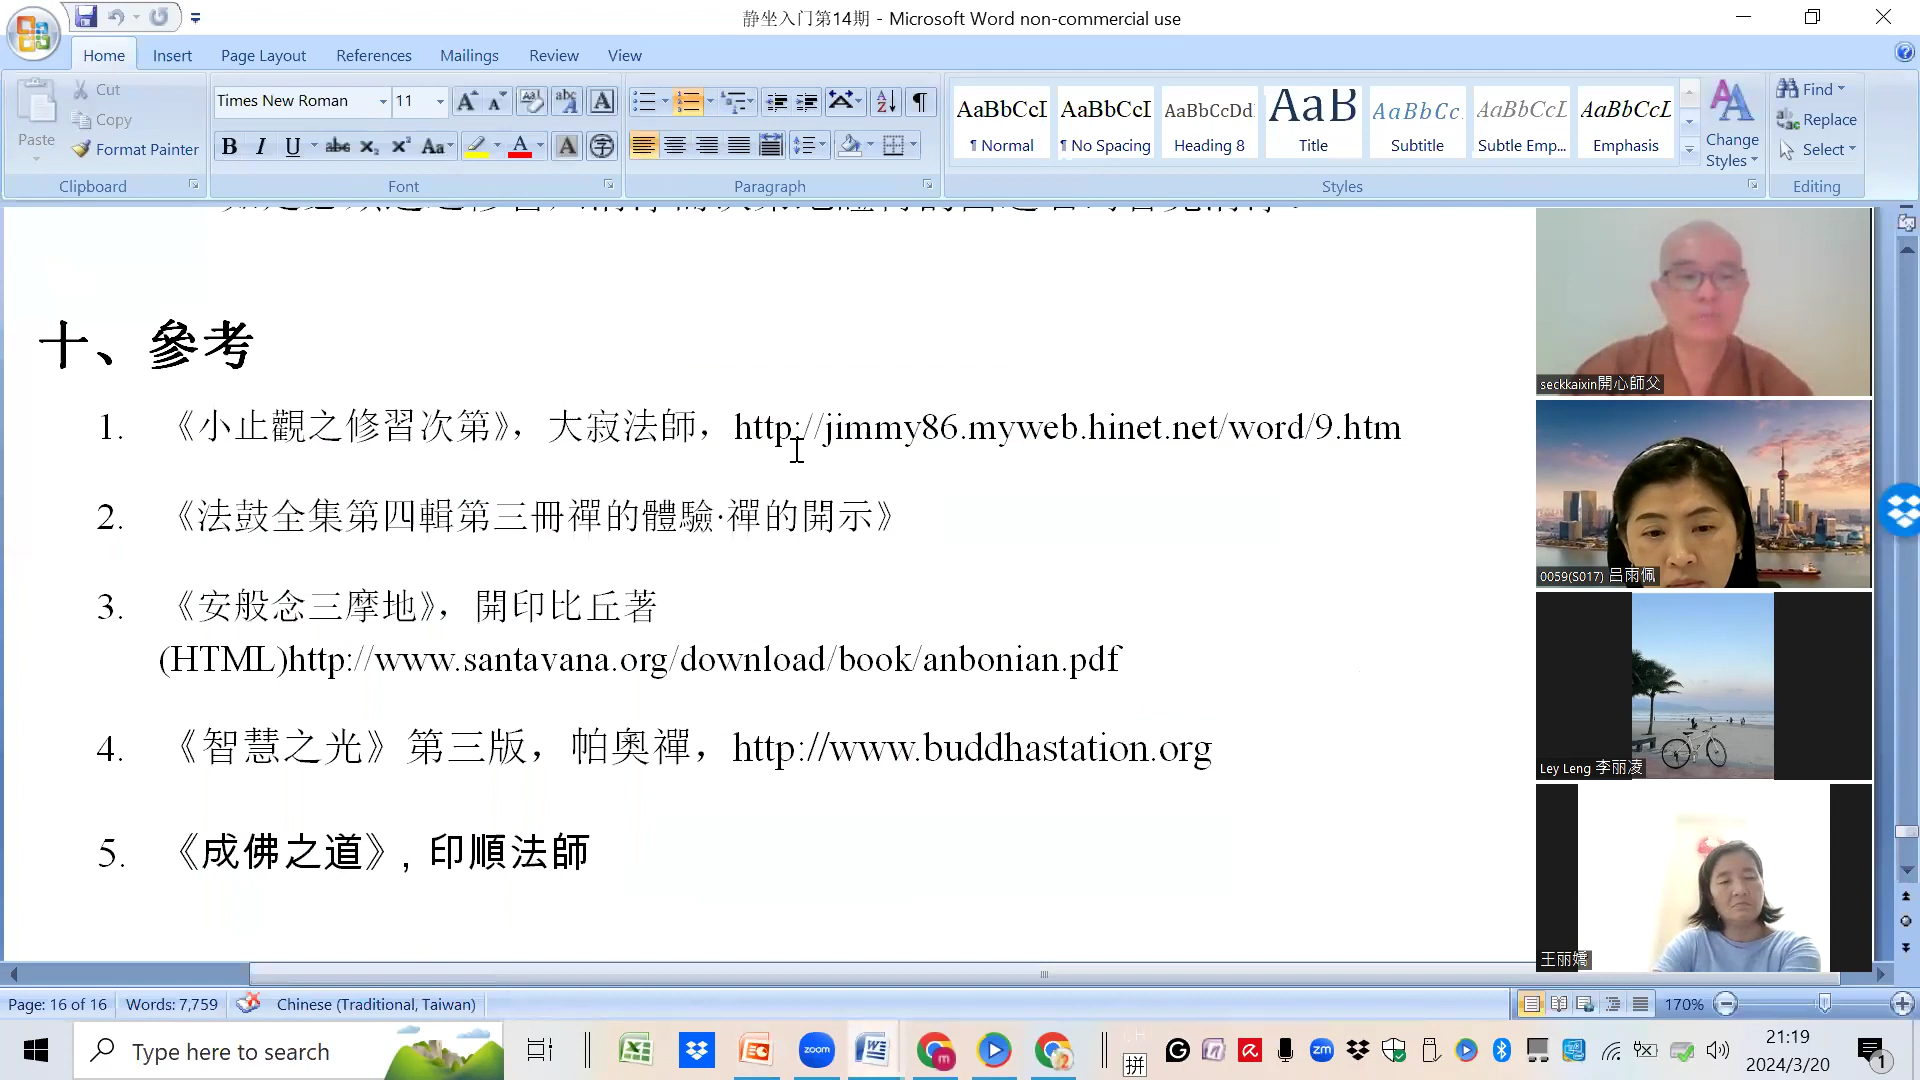 静坐入门第14期 - Microsoft Word non-commercial use
Home Insert Page Layout References Mailings Review View
Paste
Cut
Copy
Format Painter
Clipboard
Times New Roman 11
Font
Paragraph
AaBbCcI AaBbCcI AaBbCcDd AaB AaBbCc. AaBbCcL AaBbCcL
¶ Normal ¶ No Spacing Heading 8 Title Subtitle Subtle Emp... Emphasis
Change Styles
Styles
Find
Replace
Select
Editing
十、參考
1. 《小止觀之修習次第》，大寂法師，http://jimmy86.myweb.hinet.net/word/9.htm
2. 《法鼓全集第四輯第三冊禪的體驗·禪的開示》
3. 《安般念三摩地》，開印比丘著
(HTML)http://www.santavana.org/download/book/anbonian.pdf
4. 《智慧之光》第三版，帕奧禪，http://www.buddhastation.org
5. 《成佛之道》, 印順法師
seckkaixin開心師父
0059(S017) 吕雨佩
Ley Leng 李丽凌
王丽嬌
Page: 16 of 16 Words: 7,759 Chinese (Traditional, Taiwan) 170%
Type here to search
zoom
拼
21:19
2024/3/20
1